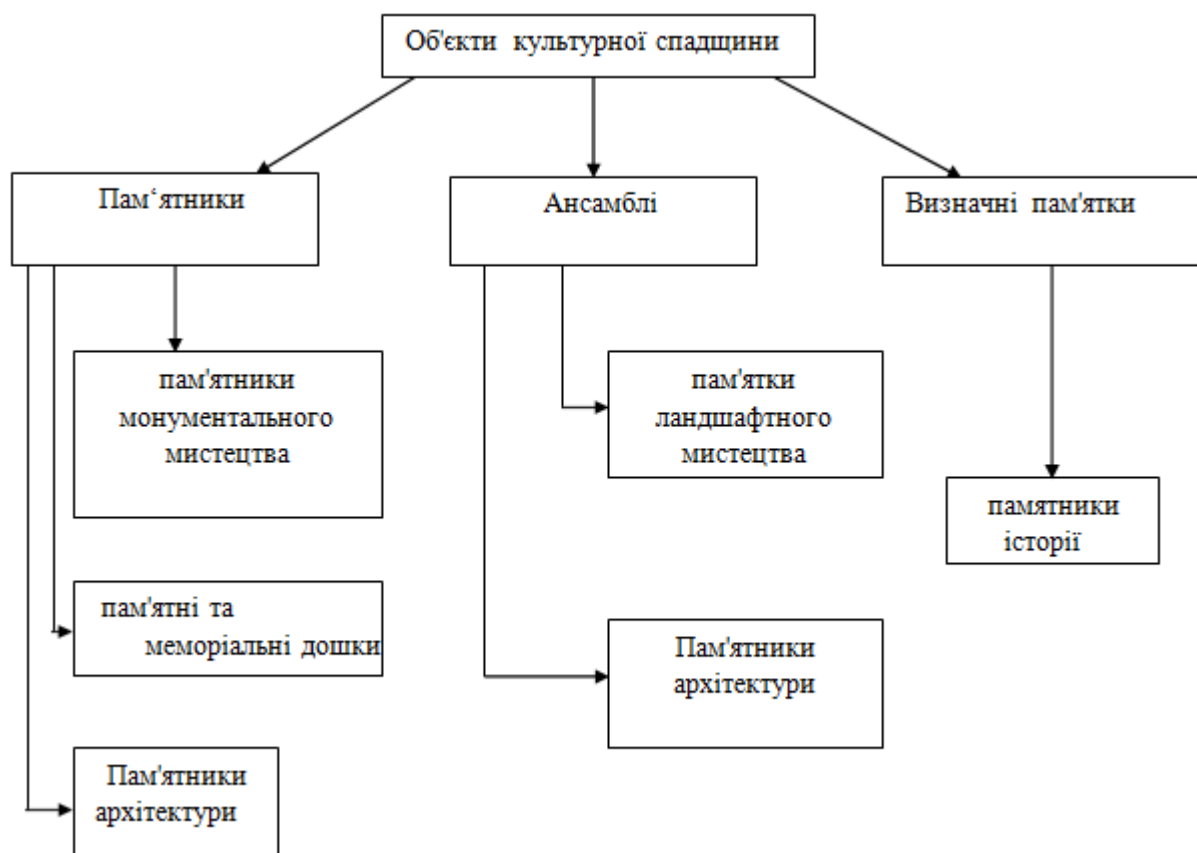 Об'єкти культурної спадщини
Пам‘ятники
Ансамблі
Визначні пам'ятки
пам'ятники
монументального
мистецтва
пам'ятки
ландшафтного
мистецтва
памятники
історії
пам'ятні та
меморіальні дошки
Пам'ятники
архітектури
Пам'ятники
архітектури